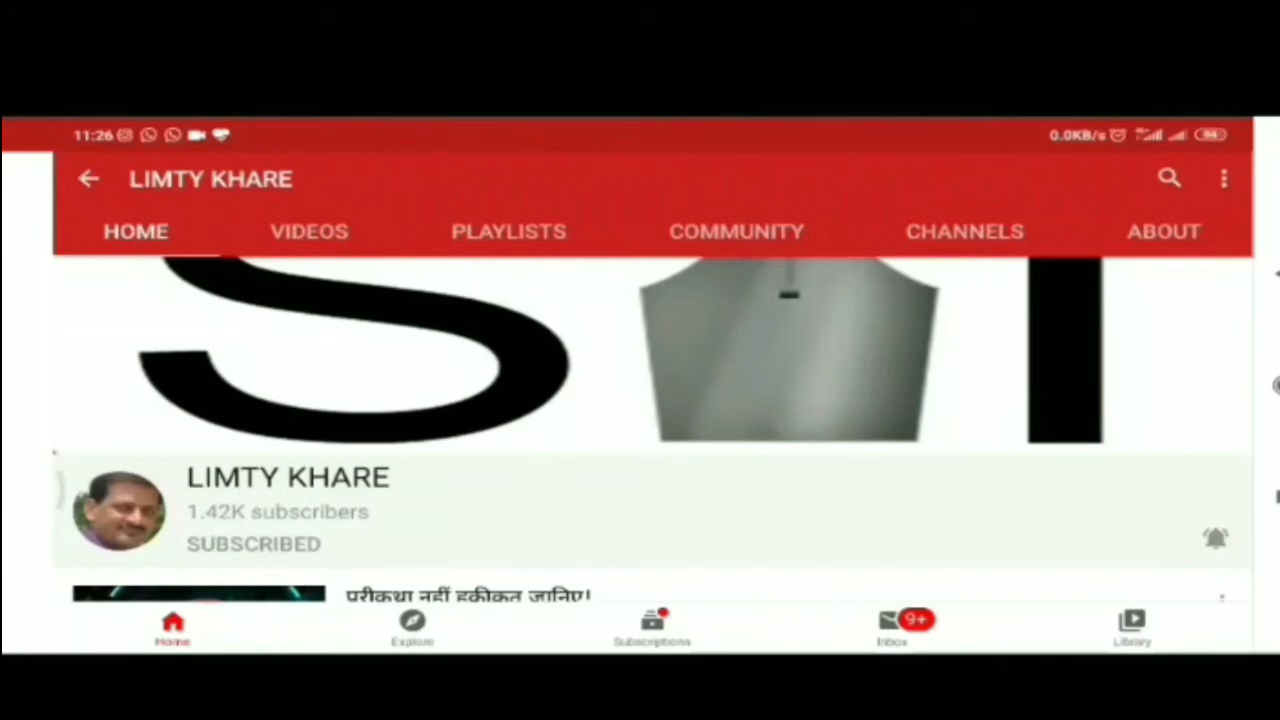 11:26 0.0KB/s 94
LIMTY KHARE
HOME VIDEOS PLAYLISTS COMMUNITY CHANNELS ABOUT
LIMTY KHARE
1.42K subscribers
SUBSCRIBED
परीकथा नहीं हकीकत जानिए!
9+
Home Explore Subscriptions Inbox Library